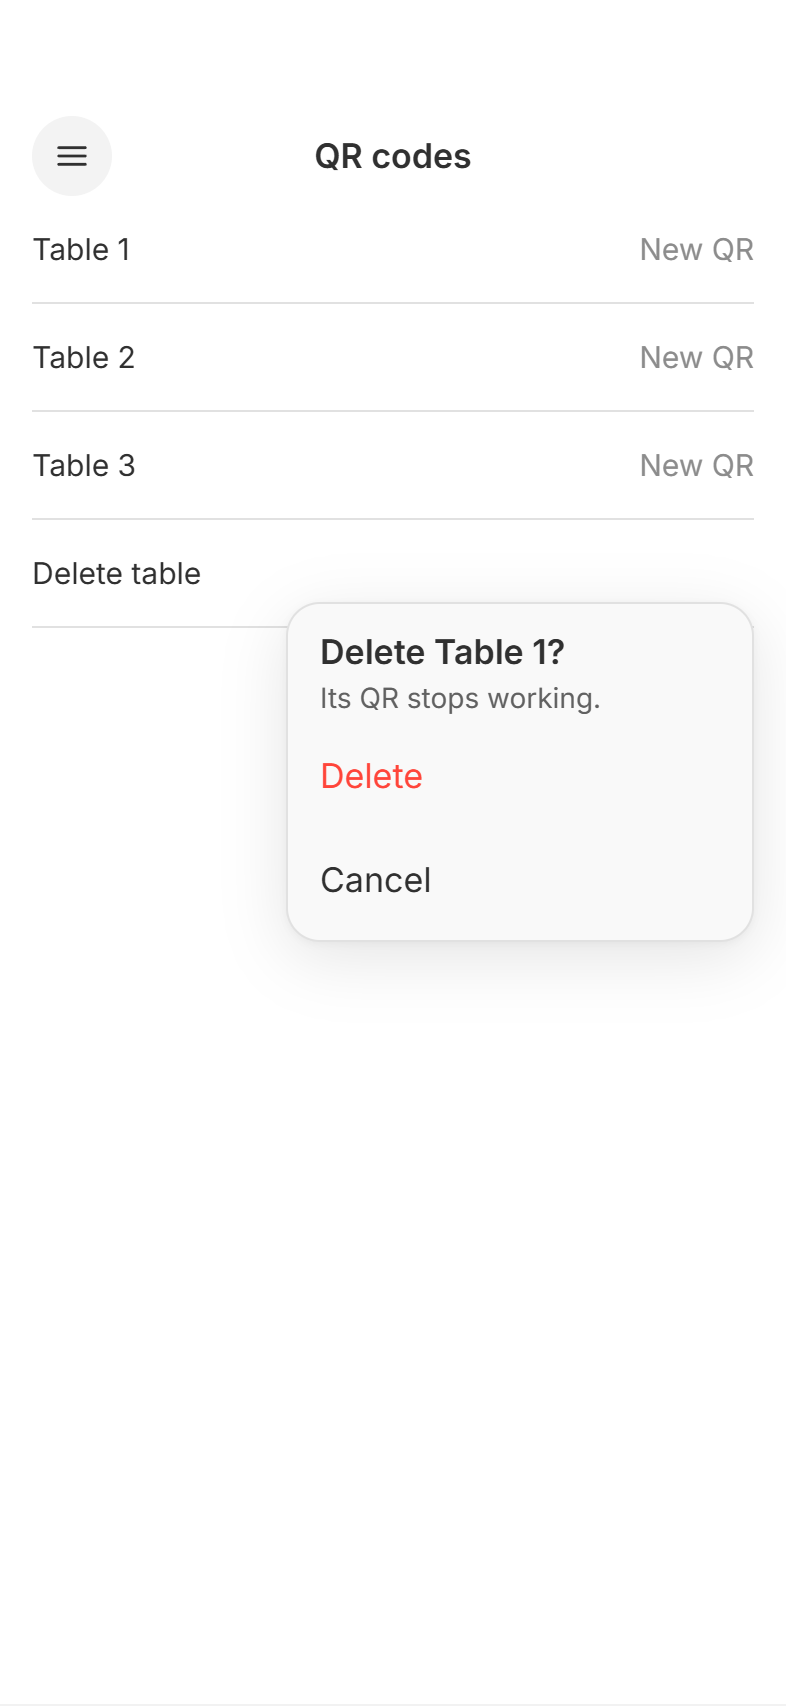 QR codes
Table 1 New QR
Table 2 New QR
Table 3 New QR
Delete table
Delete Table 1?
Its QR stops working.
Delete
Cancel